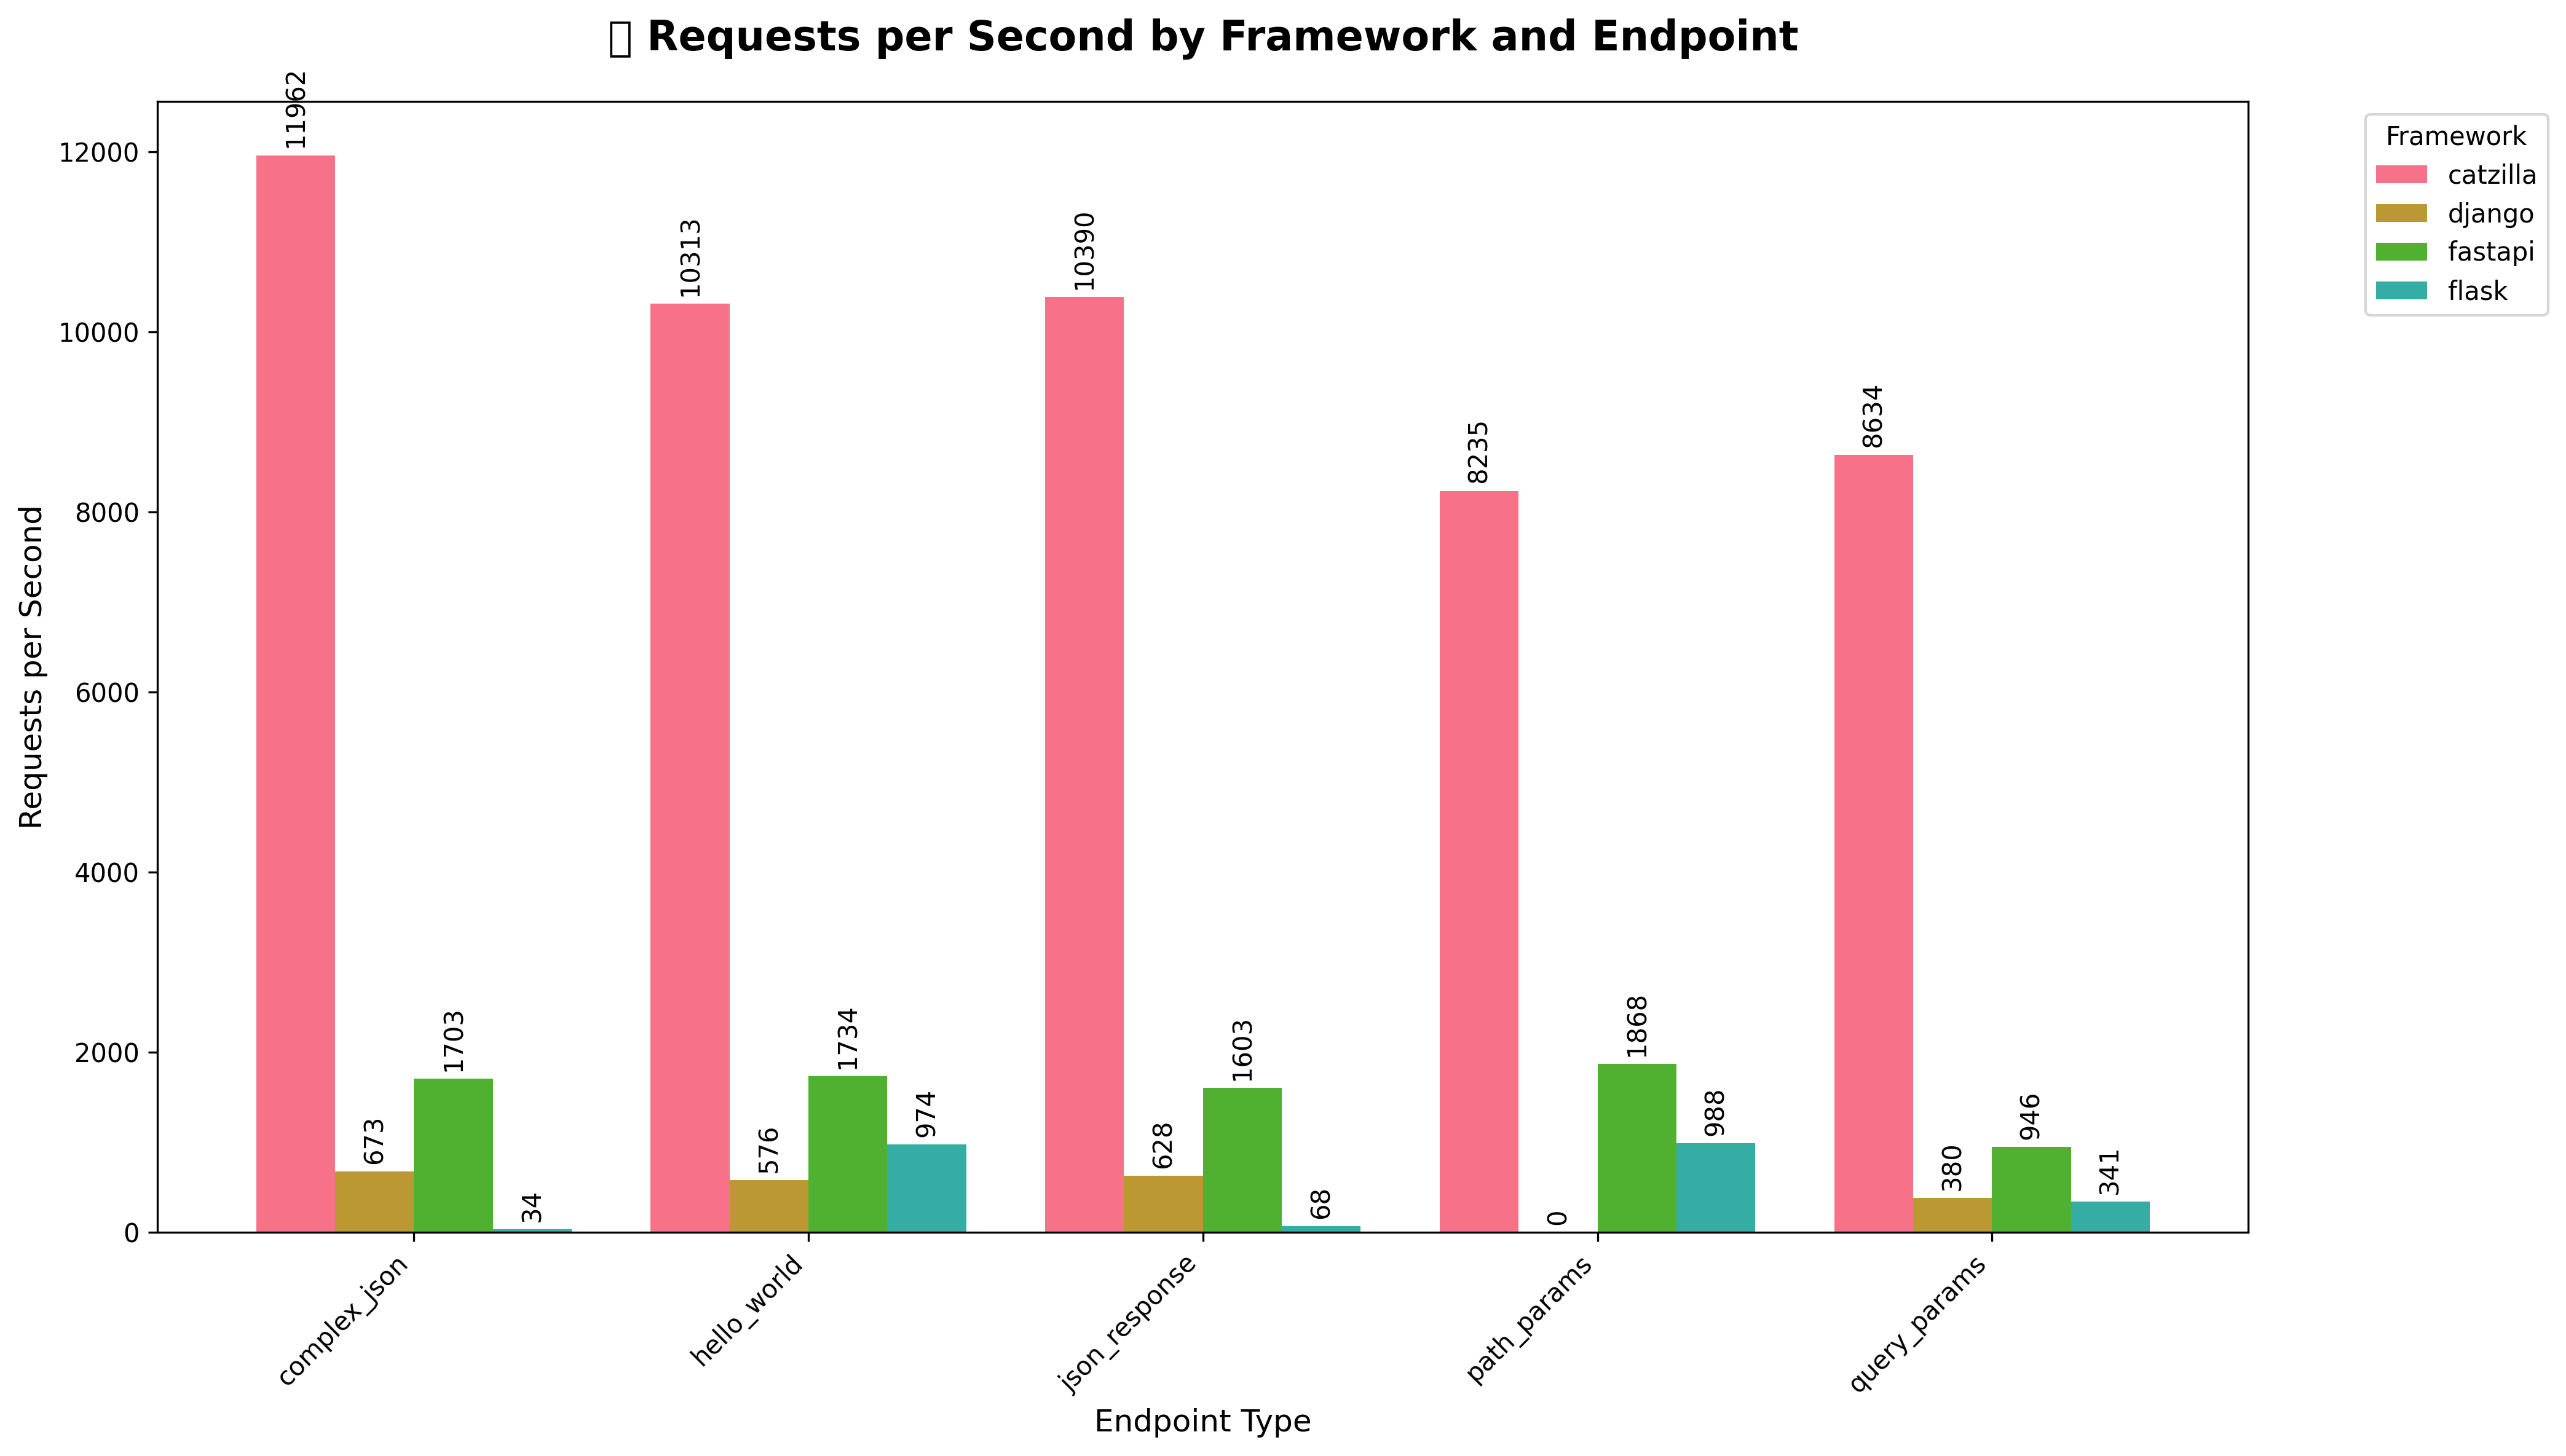 Requests per Second by Framework and Endpoint
Framework
catzilla
django
fastapi
flask
Requests per Second
12000
10000
8000
6000
4000
2000
0
11962
673
1703
34
10313
576
1734
974
10390
628
1603
68
8235
0
1868
988
8634
380
946
341
complex_json
hello_world
json_response
path_params
query_params
Endpoint Type